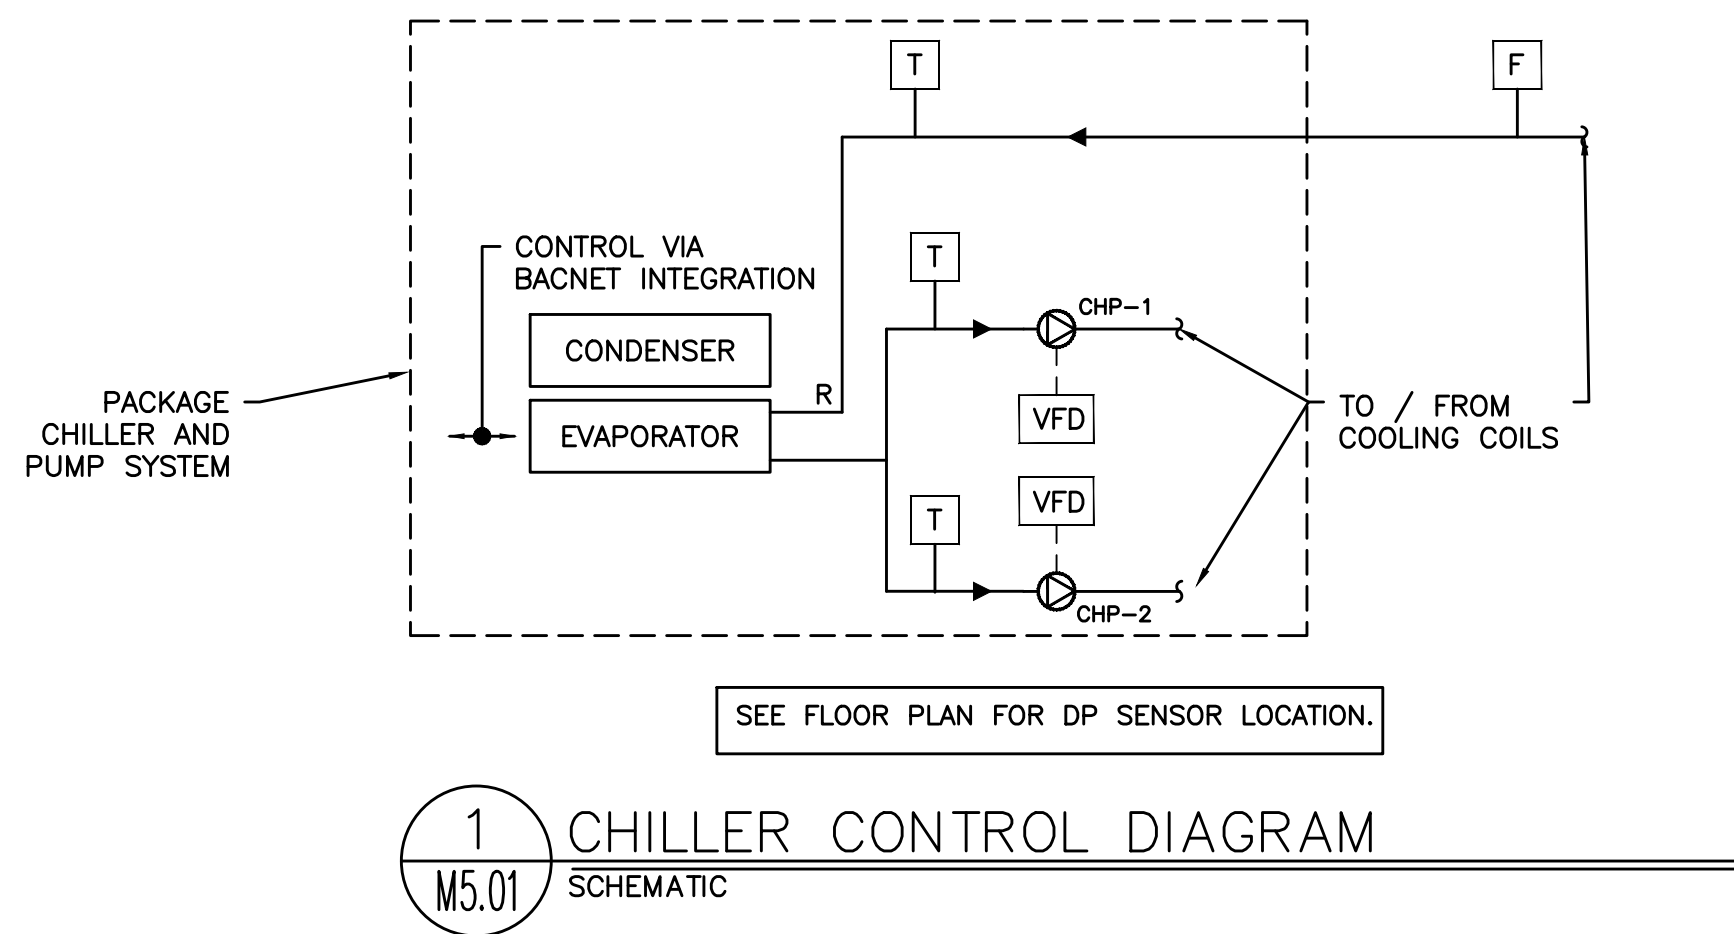 T
F
CONTROL VIA
BACNET INTEGRATION
T
CHP-1
CONDENSER
R
EVAPORATOR
VFD
PACKAGE
CHILLER AND
PUMP SYSTEM
TO / FROM
COOLING COILS
VFD
T
CHP-2
SEE FLOOR PLAN FOR DP SENSOR LOCATION.
1
M5.01
CHILLER CONTROL DIAGRAM
SCHEMATIC